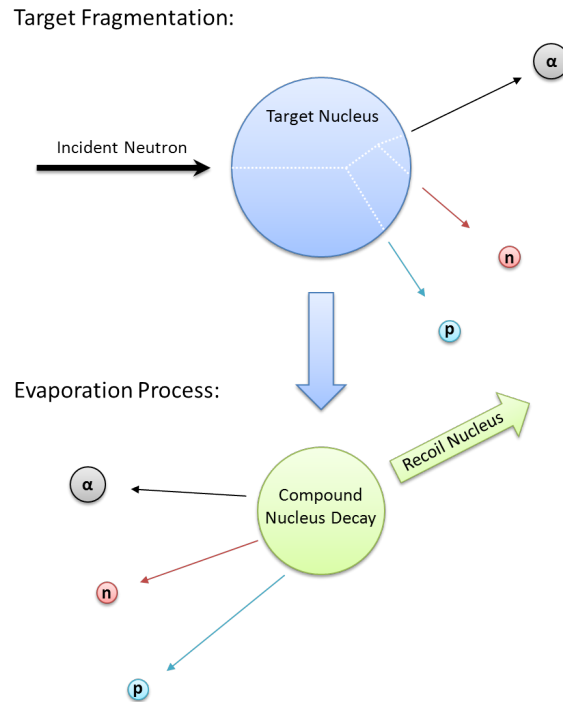 Target Fragmentation:
α
Target Nucleus
Incident Neutron
n
p
Evaporation Process:
Recoil Nucleus
α
Compound
Nucleus Decay
n
p